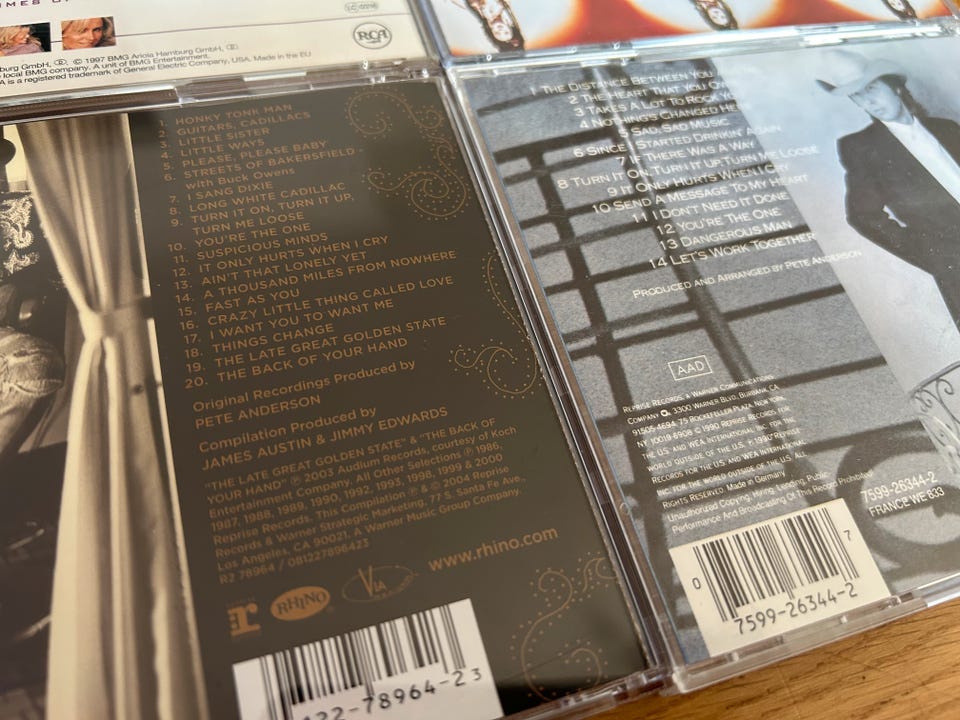 IMES OF
LC 0316
RCA
burg GmbH, ℗, © 1997 BMG Ariola Hamburg GmbH, ℗.
local BMG company. A unit of BMG Entertainment.
A is a registered trademark of General Electric Company, USA. Made in the EU
1. HONKY TONK MAN
2. GUITARS, CADILLACS
3. LITTLE SISTER
4. LITTLE WAYS
5. PLEASE, PLEASE BABY
6. STREETS OF BAKERSFIELD -
with Buck Owens
7. I SANG DIXIE
8. LONG WHITE CADILLAC
9. TURN IT ON, TURN IT UP,
TURN ME LOOSE
10. YOU'RE THE ONE
11. SUSPICIOUS MINDS
12. IT ONLY HURTS WHEN I CRY
13. AIN'T THAT LONELY YET
14. A THOUSAND MILES FROM NOWHERE
15. FAST AS YOU
16. CRAZY LITTLE THING CALLED LOVE
17. I WANT YOU TO WANT ME
18. THINGS CHANGE
19. THE LATE GREAT GOLDEN STATE
20. THE BACK OF YOUR HAND
Original Recordings Produced by
PETE ANDERSON
Compilation Produced by
JAMES AUSTIN & JIMMY EDWARDS
"THE LATE GREAT GOLDEN STATE" & "THE BACK OF
YOUR HAND" ℗ 2003 Audium Records, courtesy of Koch
Entertainment Company. All Other Selections ℗ 1986,
1987, 1988, 1989, 1990, 1992, 1993, 1998, 1999 & 2000
Reprise Records. This Compilation ℗ & © 2004 Reprise
Records & Warner Strategic Marketing, 77 S. Santa Fe Ave.,
Los Angeles, CA 90021, A Warner Music Group Company.
R2 78964 / 081227896423
www.rhino.com
r
RHINO
VIA
22-78964-23
1 THE DISTANCE BETWEEN YOU
2 THE HEART THAT YOU OWN
3 TAKES A LOT TO ROCK
4 NOTHING'S CHANGED HERE
5 SAD, SAD MUSIC
6 SINCE I STARTED DRINKIN' AGAIN
7 IF THERE WAS A WAY
8 TURN IT ON, TURN IT UP, TURN ME LOOSE
9 IT ONLY HURTS WHEN I CRY
10 SEND A MESSAGE TO MY HEART
11 I DON'T NEED IT DONE
12 YOU'RE THE ONE
13 DANGEROUS MAN
14 LET'S WORK TOGETHER
PRODUCED AND ARRANGED BY PETE ANDERSON
AAD
REPRISE RECORDS, A WARNER COMMUNICATIONS
COMPANY 3300 WARNER BLVD., BURBANK, CA
91505-4694, 75 ROCKEFELLER PLAZA, NEW YORK,
NY 10019-6908 © 1990 REPRISE RECORDS FOR
THE U.S. AND WEA INTERNATIONAL INC. FOR THE
WORLD OUTSIDE OF THE U.S. ℗ 1990 REPRISE
RECORDS FOR THE U.S. AND WEA INTERNATIONAL
INC. FOR THE WORLD OUTSIDE OF THE U.S. ALL
RIGHTS RESERVED. Made in Germany
Unauthorized Copying, Hiring, Lending, Public
Performance And Broadcasting Of This Record Prohibited.
7599-26344-2
FRANCE WE 833
0
7
7599-26344-2